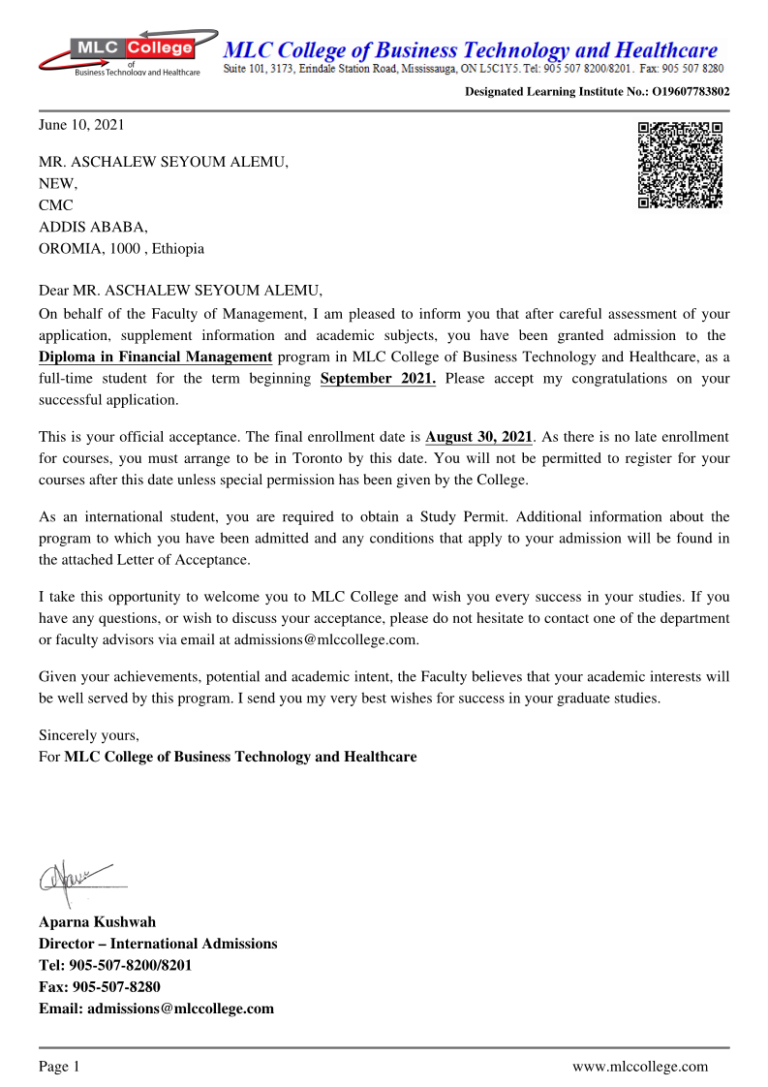 MLC College
of
Business Technology and Healthcare
MLC College of Business Technology and Healthcare
Suite 101, 3173, Erindale Station Road, Mississauga, ON L5C1Y5. Tel: 905 507 8200/8201. Fax: 905 507 8280
Designated Learning Institute No.: O19607783802
June 10, 2021
MR. ASCHALEW SEYOUM ALEMU,
NEW,
CMC
ADDIS ABABA,
OROMIA, 1000 , Ethiopia
Dear MR. ASCHALEW SEYOUM ALEMU,
On behalf of the Faculty of Management, I am pleased to inform you that after careful assessment of your
application, supplement information and academic subjects, you have been granted admission to the
Diploma in Financial Management program in MLC College of Business Technology and Healthcare, as a
full-time student for the term beginning September 2021. Please accept my congratulations on your
successful application.
This is your official acceptance. The final enrollment date is August 30, 2021. As there is no late enrollment
for courses, you must arrange to be in Toronto by this date. You will not be permitted to register for your
courses after this date unless special permission has been given by the College.
As an international student, you are required to obtain a Study Permit. Additional information about the
program to which you have been admitted and any conditions that apply to your admission will be found in
the attached Letter of Acceptance.
I take this opportunity to welcome you to MLC College and wish you every success in your studies. If you
have any questions, or wish to discuss your acceptance, please do not hesitate to contact one of the department
or faculty advisors via email at admissions@mlccollege.com.
Given your achievements, potential and academic intent, the Faculty believes that your academic interests will
be well served by this program. I send you my very best wishes for success in your graduate studies.
Sincerely yours,
For MLC College of Business Technology and Healthcare
Aparna Kushwah
Director – International Admissions
Tel: 905-507-8200/8201
Fax: 905-507-8280
Email: admissions@mlccollege.com
Page 1
www.mlccollege.com